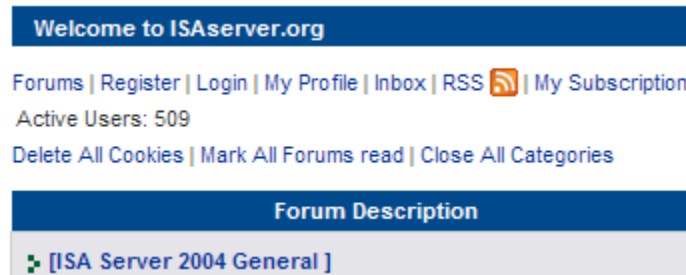 Welcome to ISAserver.org
Forums | Register | Login | My Profile | Inbox | RSS | My Subscription
Active Users: 509
Delete All Cookies | Mark All Forums read | Close All Categories
Forum Description
[ISA Server 2004 General ]